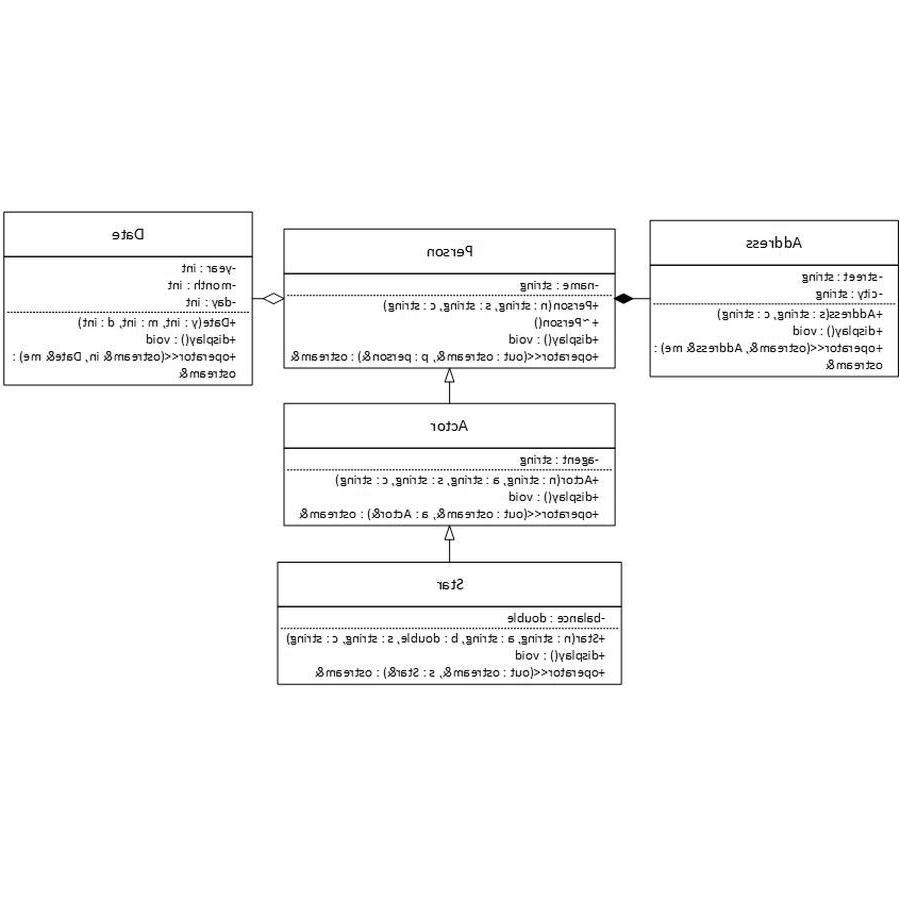 Address
-street : string
-city : string
+Address(s : string, c : string)
+display() : void
+operator<<(ostream&, Address& me) :
ostream&
Person
-name : string
+Person(n : string, s : string, c : string)
+~Person()
+operator<<(out : ostream&, p : person&) : ostream&
Date
-year : int
-month : int
-day : int
+Date(y : int, m : int, d : int)
+display() : void
+operator<<(ostream& in, Date& me) :
ostream&
Actor
-agent : string
+Actor(n : string, a : string, s : string, c : string)
+display() : void
+operator<<(out : ostream&, a : Actor&) : ostream&
Star
-balance : double
+Star(n : string, a : string, b : double, s : string, c : string)
+display() : void
+operator<<(out : ostream&, s : Star&) : ostream&